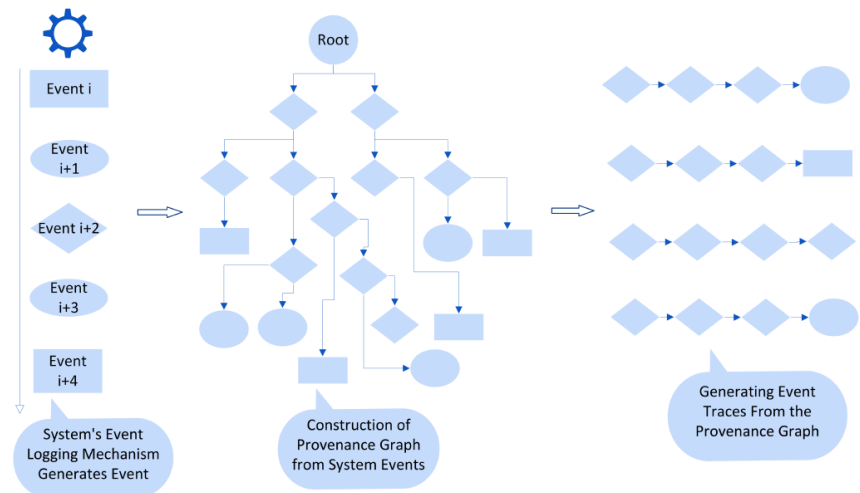 Root
Event i
Event
i+1
Event i+2
Event
i+3
Event
i+4
System's Event
Logging Mechanism
Generates Event
Construction of
Provenance Graph
from System Events
Generating Event
Traces From the
Provenance Graph